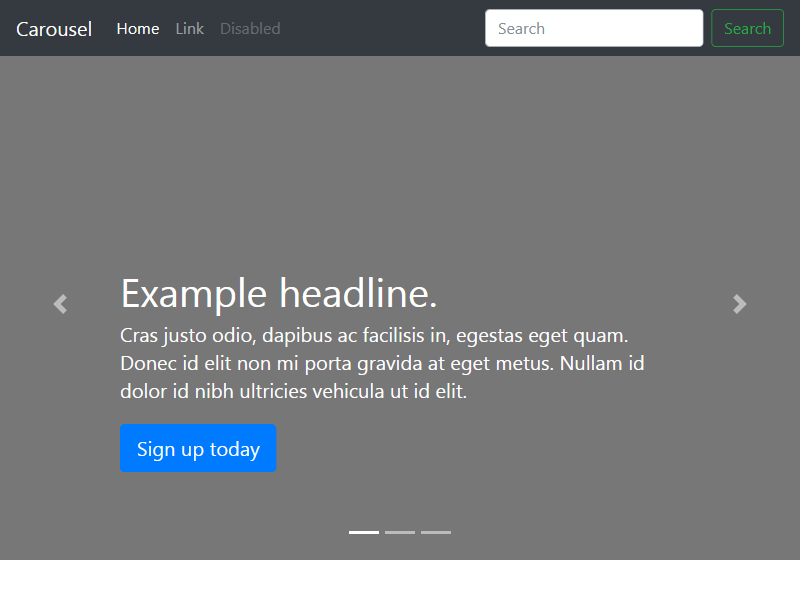 Carousel Home Link Disabled Search Search
Example headline.
Cras justo odio, dapibus ac facilisis in, egestas eget quam.
Donec id elit non mi porta gravida at eget metus. Nullam id
dolor id nibh ultricies vehicula ut id elit.
Sign up today